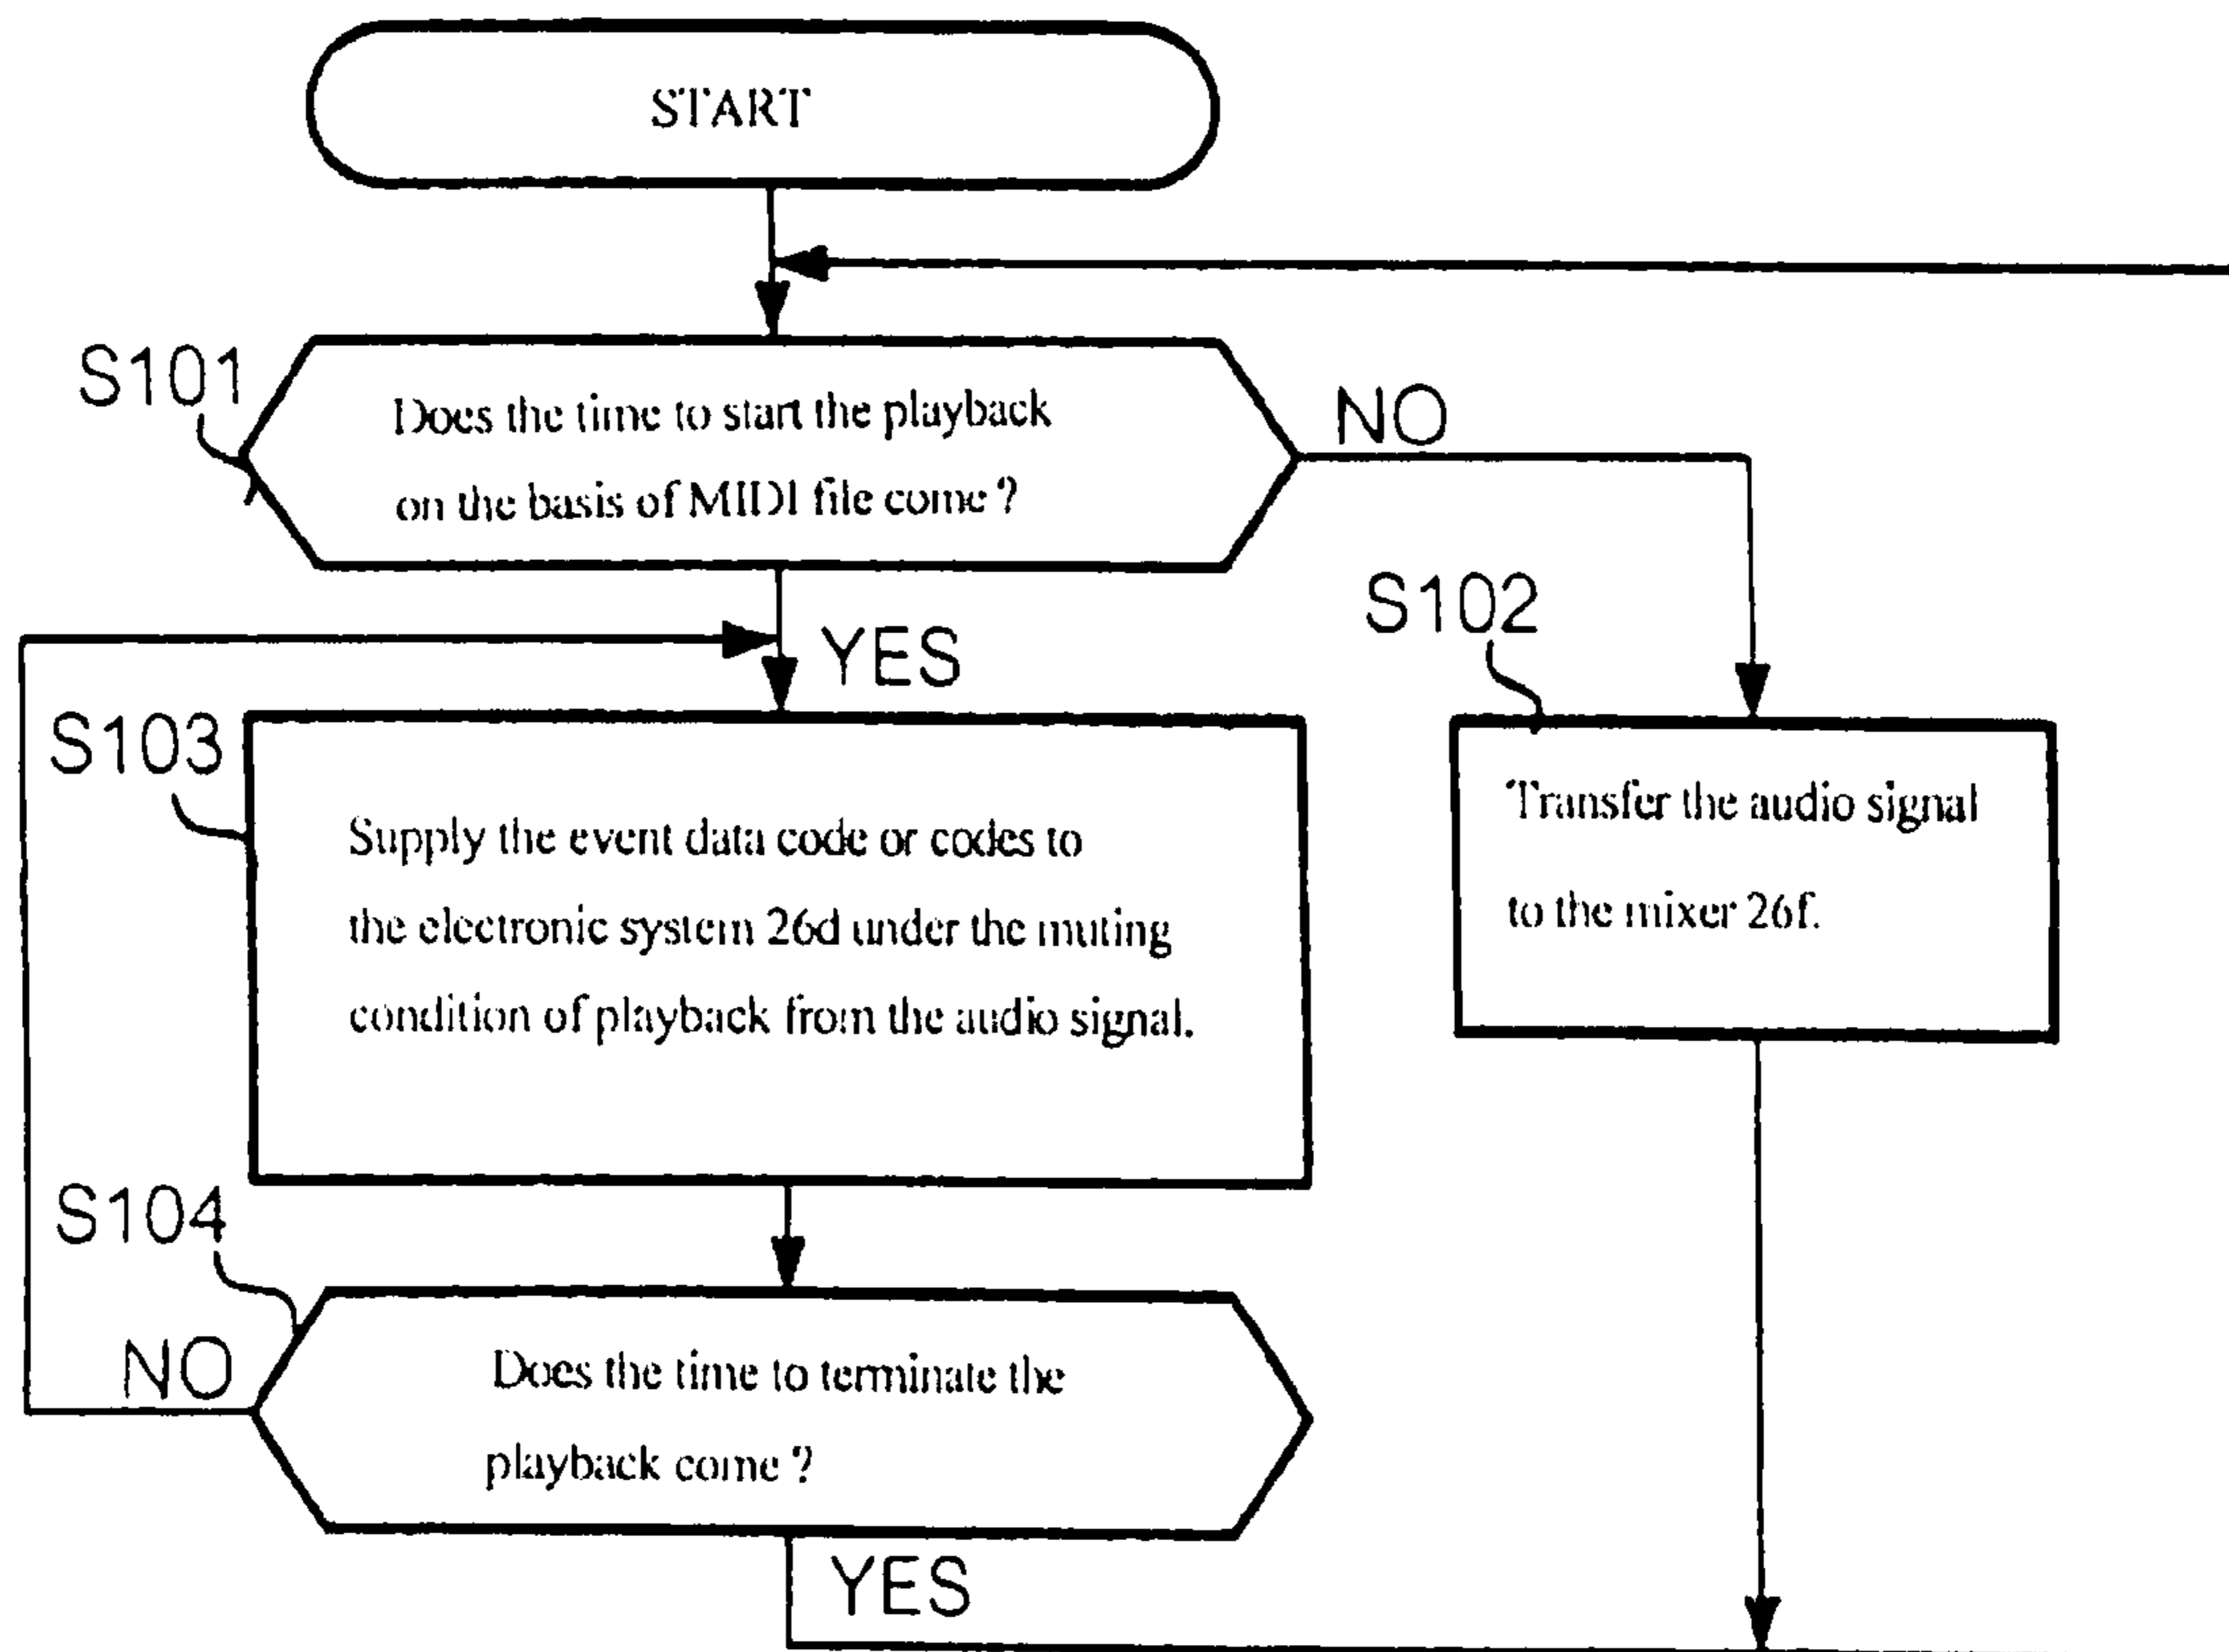 START
S101
Does the time to start the playback
on the basis of MIDI file come ?
NO
YES
S102
Transfer the audio signal
to the mixer 26f.
S103
Supply the event data code or codes to
the electronic system 26d under the muting
condition of playback from the audio signal.
S104
NO
Does the time to terminate the
playback come ?
YES